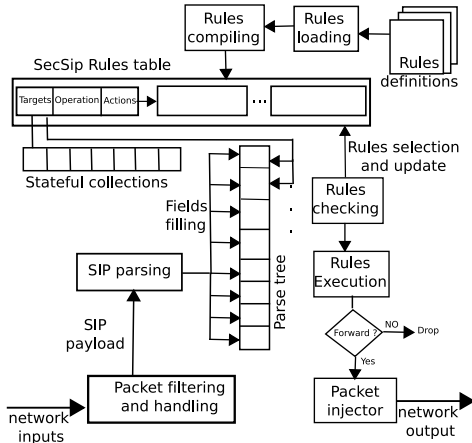 Rules
compiling
Rules
loading
Rules
definitions
SecSip Rules table
Targets
Operation
Actions
...
Rules selection
and update
Stateful collections
Fields
filling
Rules
checking
SIP parsing
Parse tree
Rules
Execution
SIP
payload
Forward ?
NO
Drop
Yes
Packet filtering
and handling
Packet
injector
network
inputs
network
output